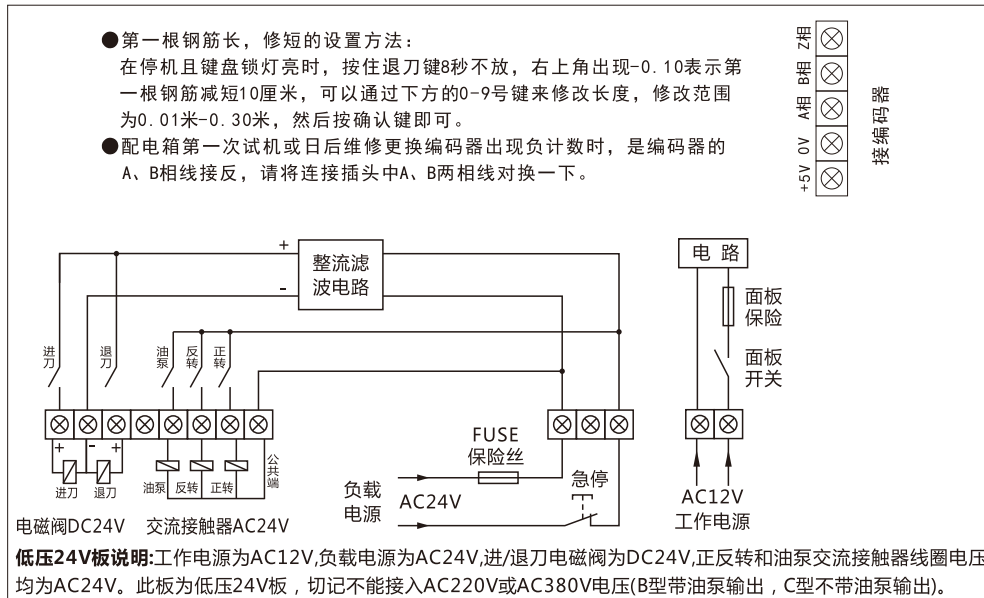 ●第一根钢筋长，修短的设置方法：
在停机且键盘锁灯亮时，按住退刀键8秒不放，右上角出现-0.10表示第
一根钢筋减短10厘米，可以通过下方的0-9号键来修改长度，修改范围
为0.01米-0.30米，然后按确认键即可。
●配电箱第一次试机或日后维修更换编码器出现负计数时，是编码器的
A、B相线接反，请将连接插头中A、B两相线对换一下。
+5V 0V A相 B相 Z相
接编码器
+
-
整流滤
波电路
进刀
退刀
油泵
反转
正转
+ - +
进刀 退刀
油泵 反转 正转
公共端
电磁阀DC24V 交流接触器AC24V
FUSE
保险丝
负载
电源
AC24V
急停
电 路
面板
保险
面板
开关
AC12V
工作电源
低压24V板说明:工作电源为AC12V,负载电源为AC24V,进/退刀电磁阀为DC24V,正反转和油泵交流接触器线圈电压
均为AC24V。此板为低压24V板，切记不能接入AC220V或AC380V电压(B型带油泵输出，C型不带油泵输出)。